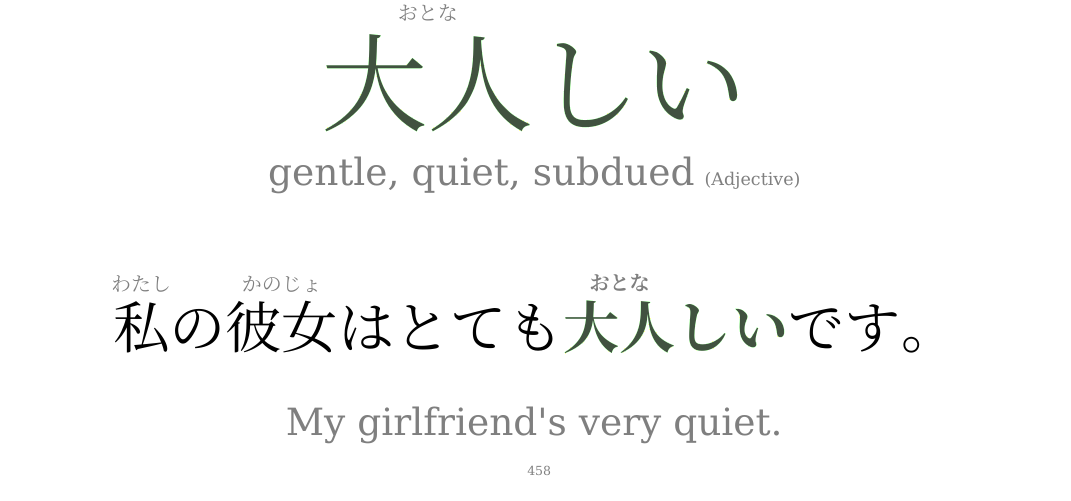 おとな
大人しい
gentle, quiet, subdued (Adjective)
わたし かのじょ おとな
私の彼女はとても大人しいです。
My girlfriend's very quiet.
458